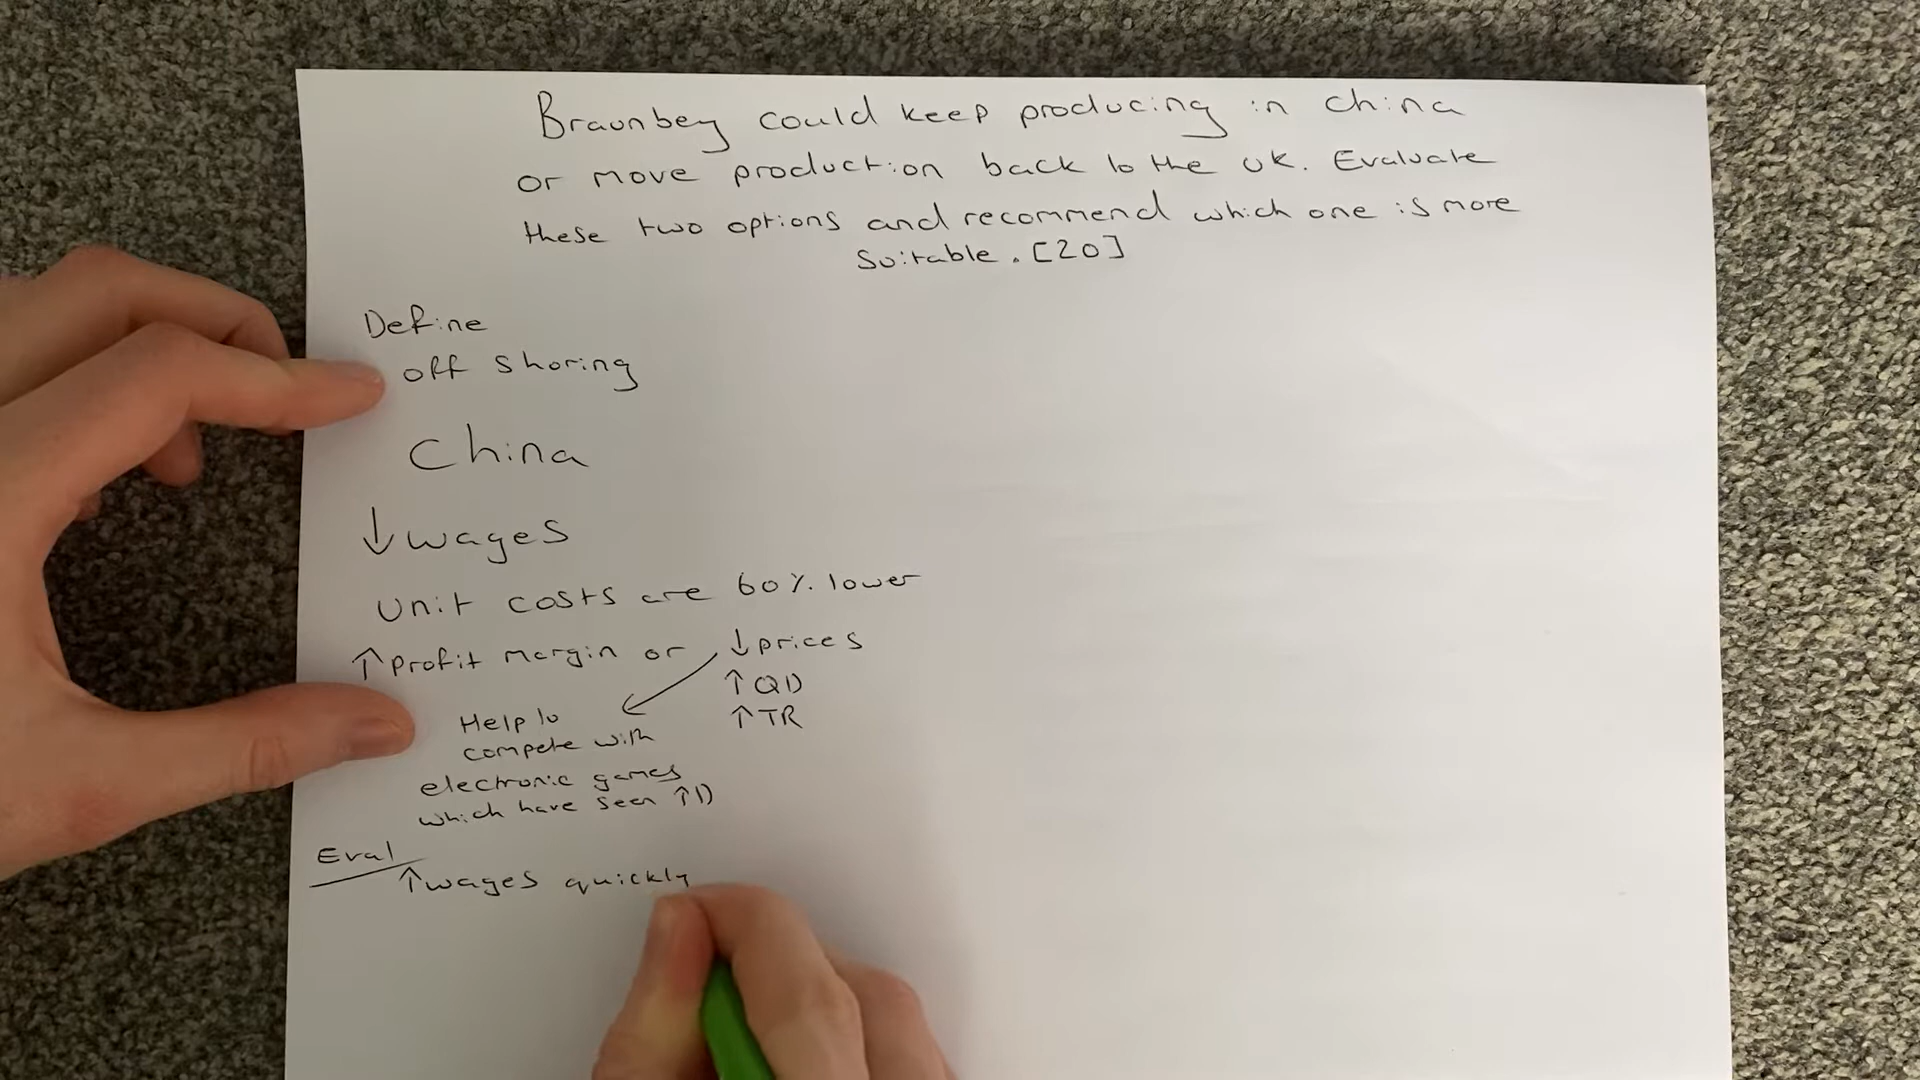 Braunbey could keep producing in china
or move production back to the UK. Evaluate
these two options and recommend which one is more
suitable. [20]
Define
off shoring
China
↓ wages
Unit costs are 60% lower
↑ profit margin or ↓ prices
↑ QD
↑ TR
Help to
compete with
electronic games
which have seen ↑D
Eval
↑ wages quickly